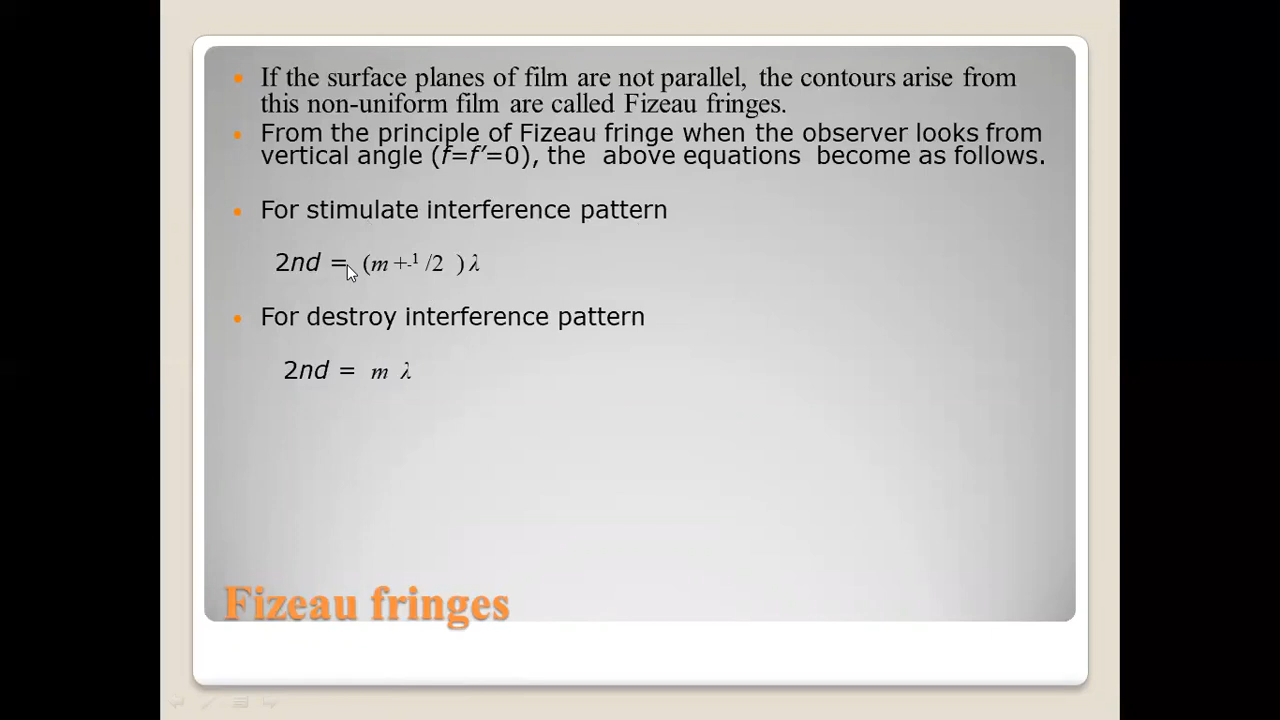 If the surface planes of film are not parallel, the contours arise from
this non-uniform film are called Fizeau fringes.
From the principle of Fizeau fringe when the observer looks from
vertical angle (f=f′=0), the above equations become as follows.
For stimulate interference pattern
2nd = (m +-1 /2 ) λ
For destroy interference pattern
2nd = m λ
Fizeau fringes